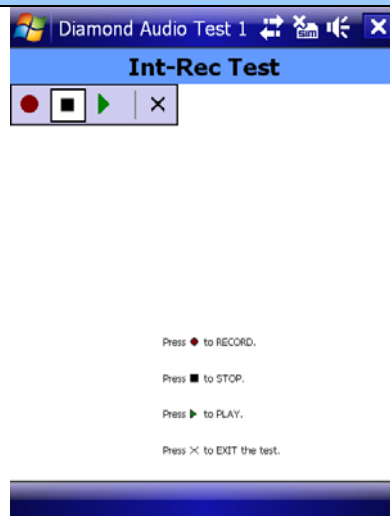 Diamond Audio Test 1
SIM
Int-Rec Test
Press to RECORD.
Press to STOP.
Press to PLAY.
Press to EXIT the test.